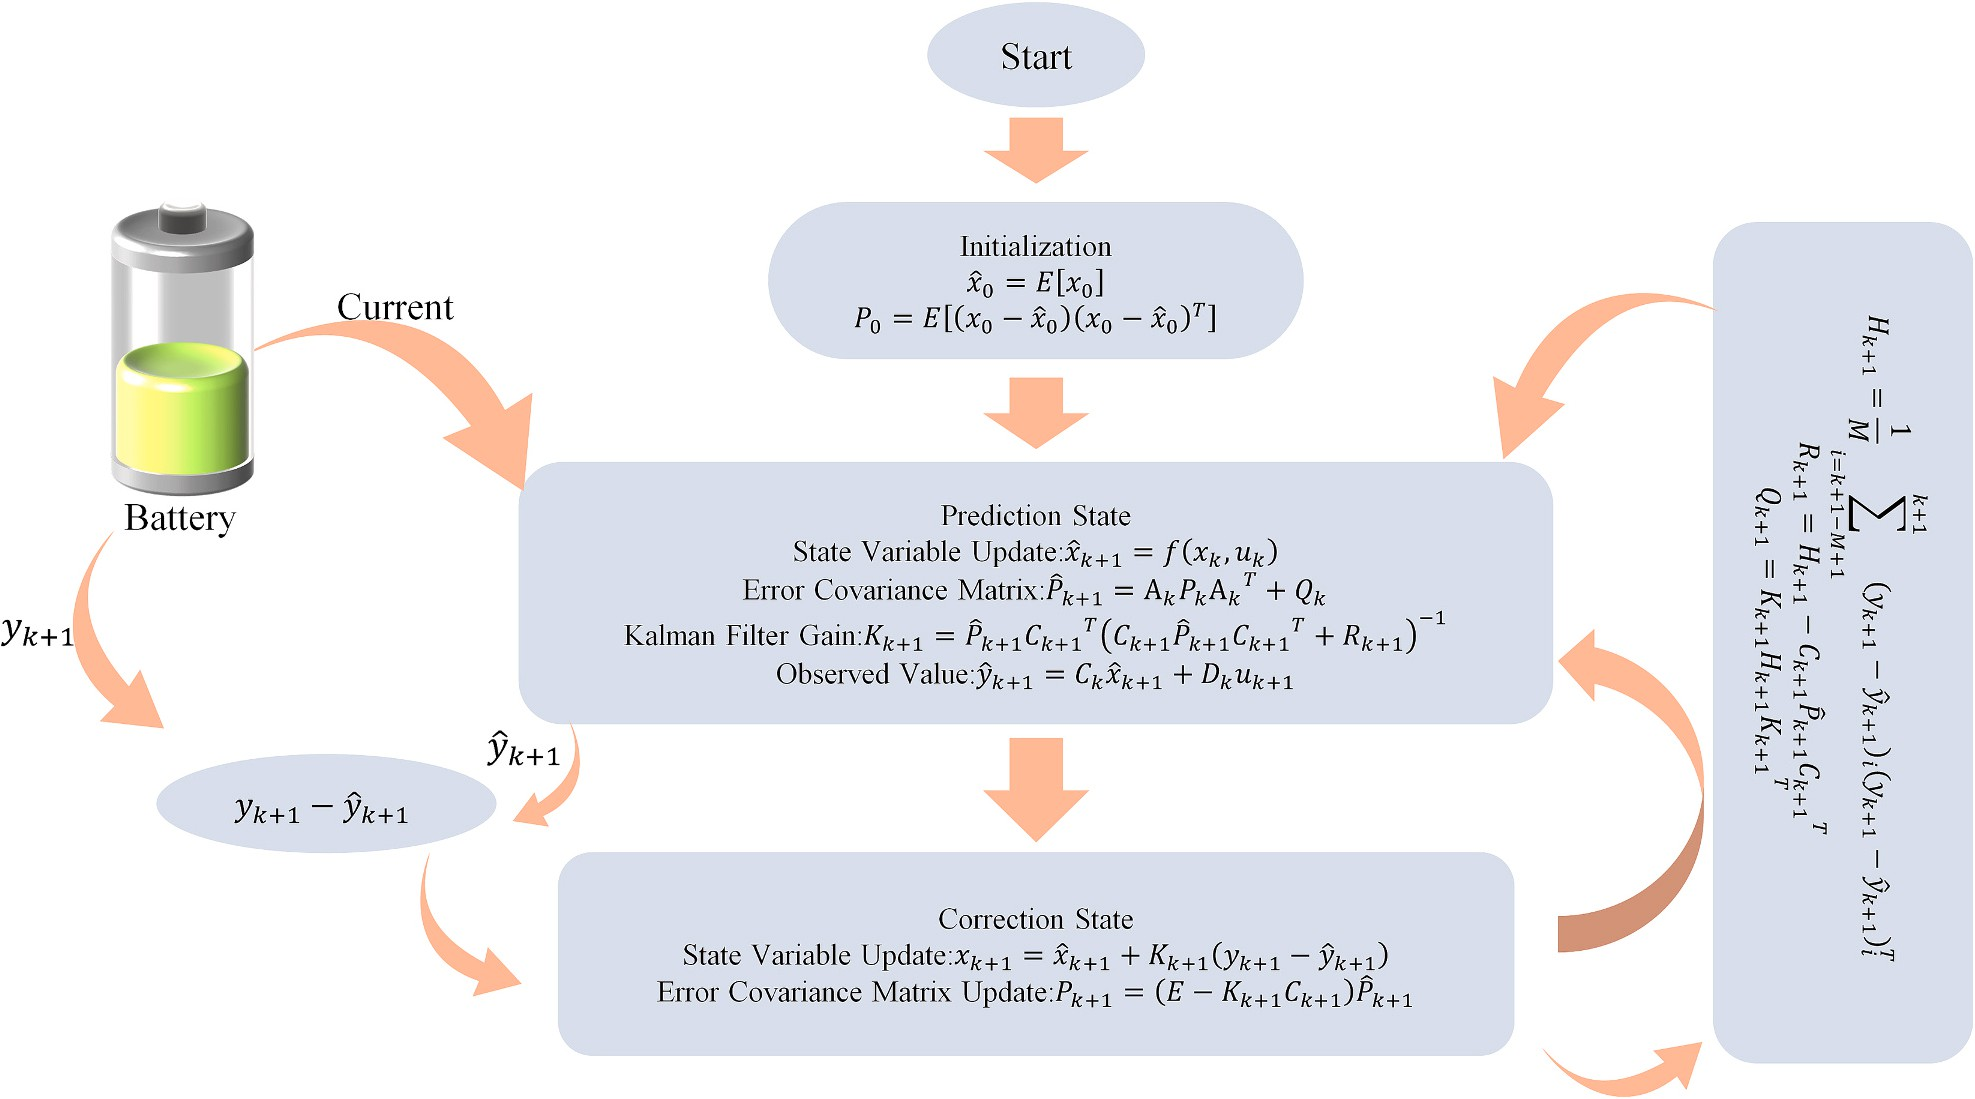 Start
Initialization
x̂₀ = E[x₀]
P₀ = E[(x₀ − x̂₀)(x₀ − x̂₀)ᵀ]
Current
Battery
Prediction State
State Variable Update:x̂ₖ₊₁ = f(xₖ, uₖ)
Error Covariance Matrix:P̂ₖ₊₁ = AₖPₖAₖᵀ + Qₖ
Kalman Filter Gain:Kₖ₊₁ = P̂ₖ₊₁Cₖ₊₁ᵀ(Cₖ₊₁P̂ₖ₊₁Cₖ₊₁ᵀ + Rₖ₊₁)⁻¹
Observed Value:ŷₖ₊₁ = Cₖx̂ₖ₊₁ + Dₖuₖ₊₁
yₖ₊₁
ŷₖ₊₁
yₖ₊₁ − ŷₖ₊₁
Correction State
State Variable Update:xₖ₊₁ = x̂ₖ₊₁ + Kₖ₊₁(yₖ₊₁ − ŷₖ₊₁)
Error Covariance Matrix Update:Pₖ₊₁ = (E − Kₖ₊₁Cₖ₊₁)P̂ₖ₊₁
Hₖ₊₁ = 1/M ∑_{i=k+1−M+1}^{k+1} (yₖ₊₁ − ŷₖ₊₁)ᵢ(yₖ₊₁ − ŷₖ₊₁)ᵢᵀ
Rₖ₊₁ = Hₖ₊₁ − Cₖ₊₁P̂ₖ₊₁Cₖ₊₁ᵀ
Qₖ₊₁ = Kₖ₊₁Hₖ₊₁Kₖ₊₁ᵀ